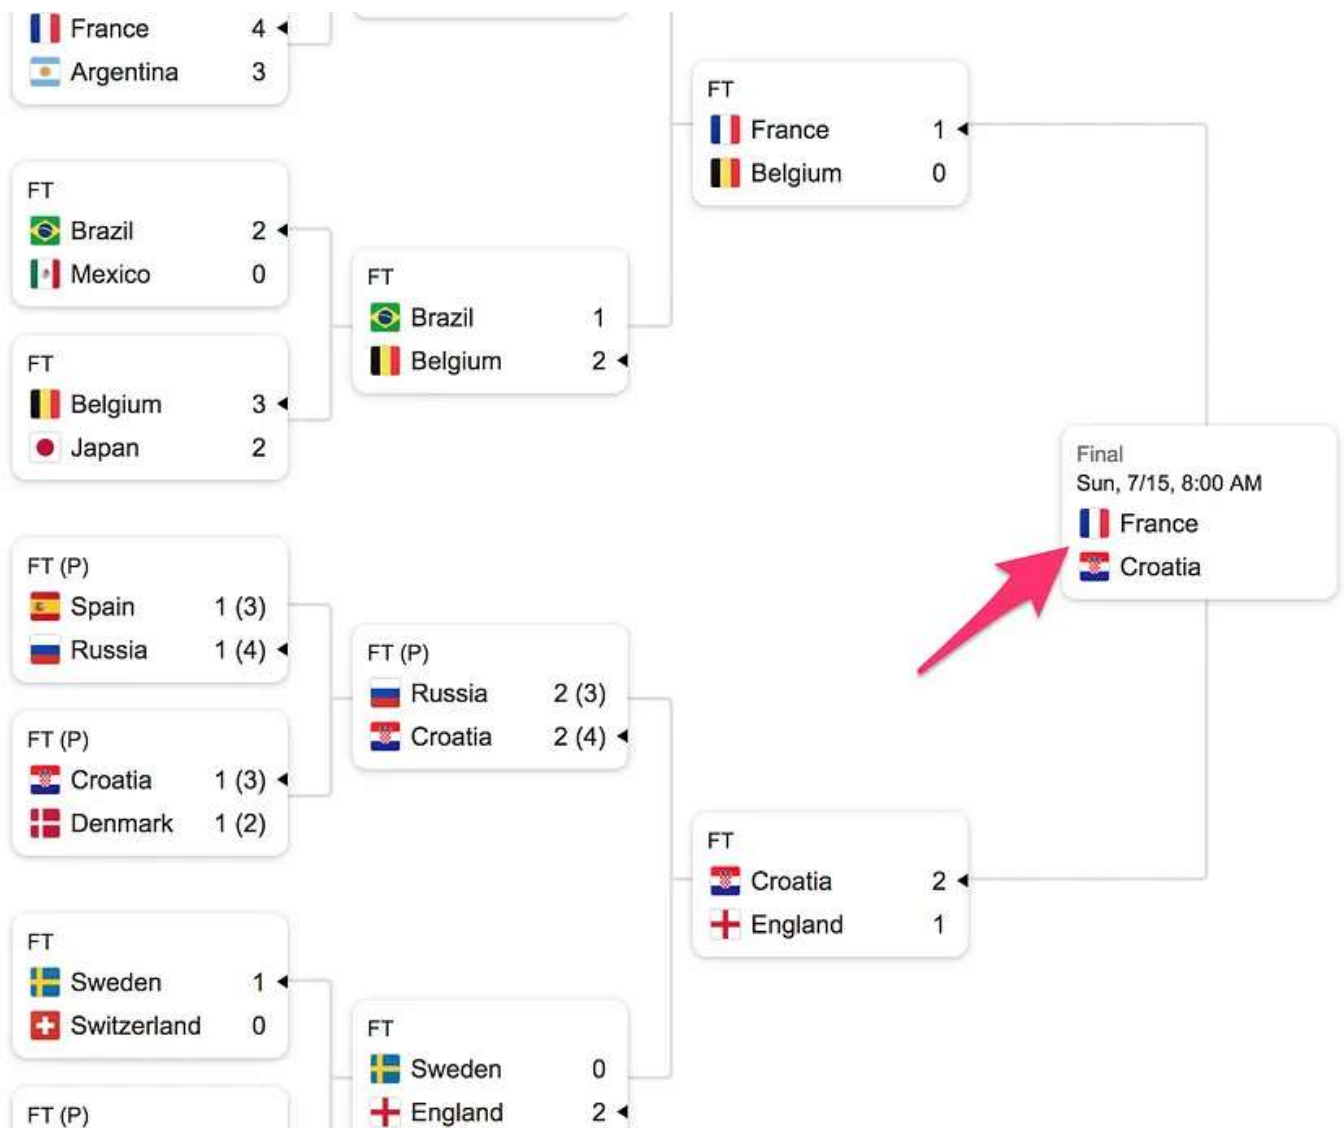 France 4
Argentina 3
FT
Brazil 2
Mexico 0
FT
Belgium 3
Japan 2
FT (P)
Spain 1 (3)
Russia 1 (4)
FT (P)
Croatia 1 (3)
Denmark 1 (2)
FT
Sweden 1
Switzerland 0
FT (P)
FT
Brazil 1
Belgium 2
FT (P)
Russia 2 (3)
Croatia 2 (4)
FT
Sweden 0
England 2
FT
France 1
Belgium 0
FT
Croatia 2
England 1
Final
Sun, 7/15, 8:00 AM
France
Croatia